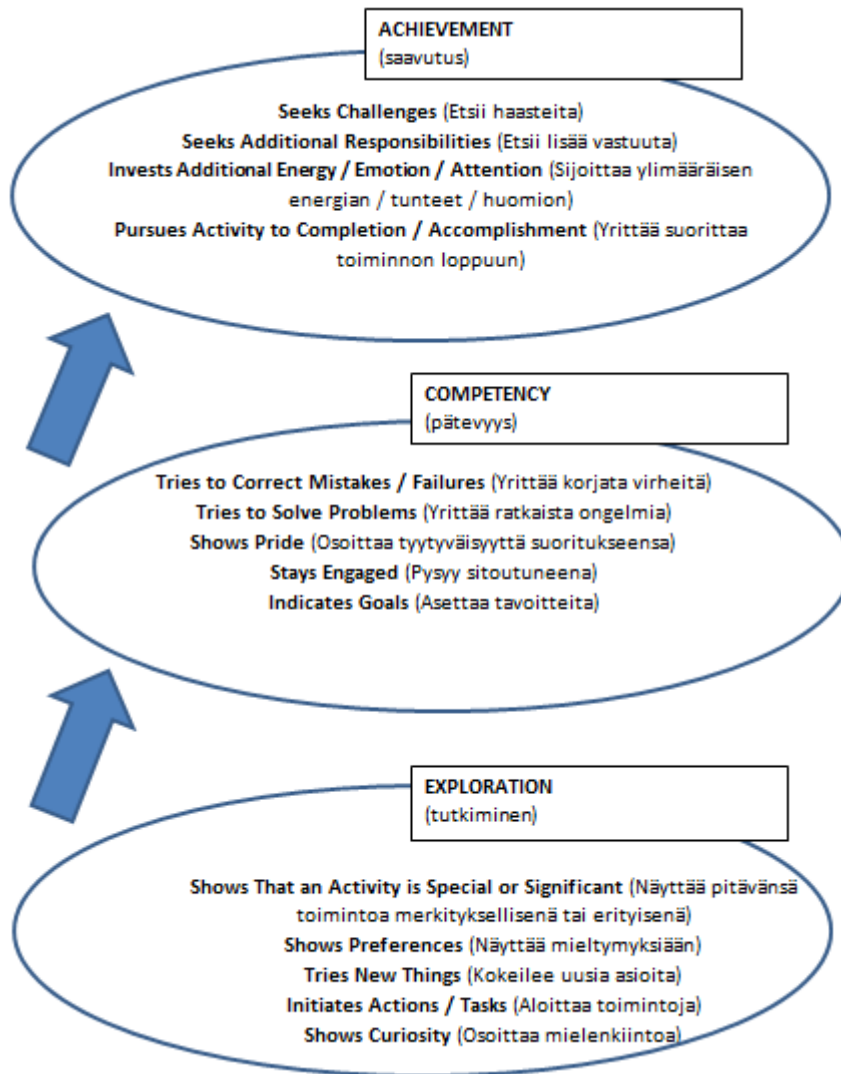 ACHIEVEMENT
(saavutus)
Seeks Challenges (Etsii haasteita)
Seeks Additional Responsibilities (Etsii lisää vastuuta)
Invests Additional Energy / Emotion / Attention (Sijoittaa ylimääräisen
energian / tunteet / huomion)
Pursues Activity to Completion / Accomplishment (Yrittää suorittaa
toiminnon loppuun)
COMPETENCY
(pätevyys)
Tries to Correct Mistakes / Failures (Yrittää korjata virheitä)
Tries to Solve Problems (Yrittää ratkaista ongelmia)
Shows Pride (Osoittaa tyytyväisyyttä suoritukseensa)
Stays Engaged (Pysyy sitoutuneena)
Indicates Goals (Asettaa tavoitteita)
EXPLORATION
(tutkiminen)
Shows That an Activity is Special or Significant (Näyttää pitävänsä
toimintoa merkityksellisenä tai erityisenä)
Shows Preferences (Näyttää mieltymyksiään)
Tries New Things (Kokeilee uusia asioita)
Initiates Actions / Tasks (Aloittaa toimintoja)
Shows Curiosity (Osoittaa mielenkiintoa)